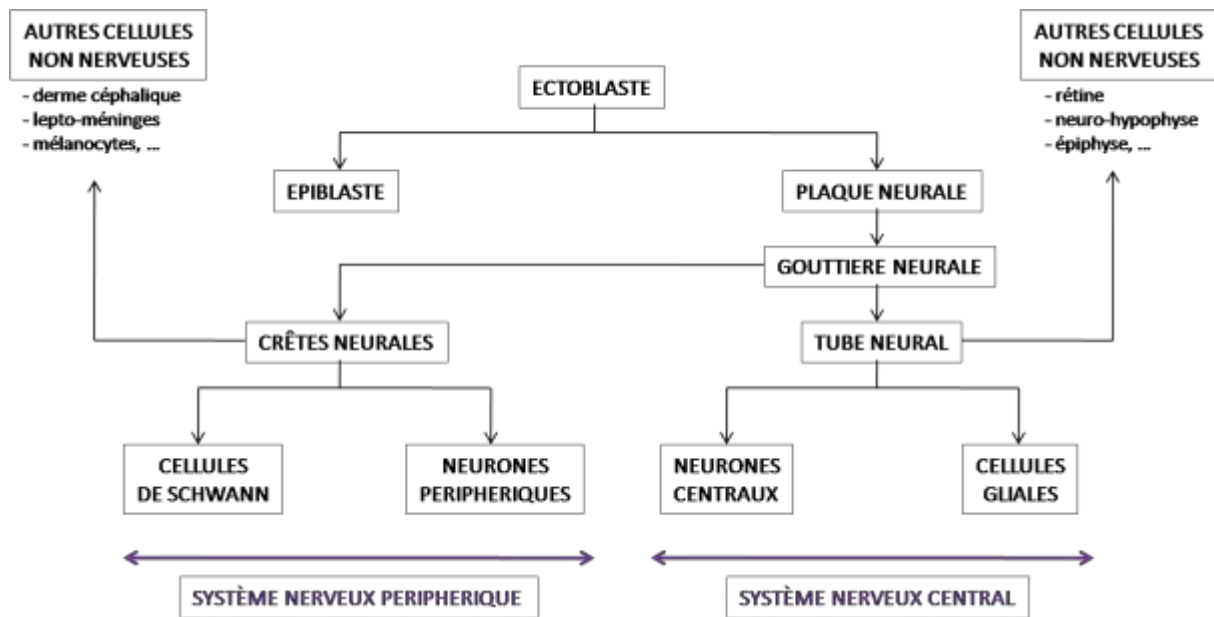 AUTRES CELLULES
NON NERVEUSES
- derme céphalique
- lepto-méninges
- mélanocytes, ...
AUTRES CELLULES
NON NERVEUSES
- rétine
- neuro-hypophyse
- épiphyse, ...
ECTOBLASTE
EPIBLASTE
PLAQUE NEURALE
GOUTTIERE NEURALE
CRÊTES NEURALES
TUBE NEURAL
CELLULES
DE SCHWANN
NEURONES
PERIPHERIQUES
NEURONES
CENTRAUX
CELLULES
GLIALES
SYSTÈME NERVEUX PERIPHERIQUE
SYSTÈME NERVEUX CENTRAL